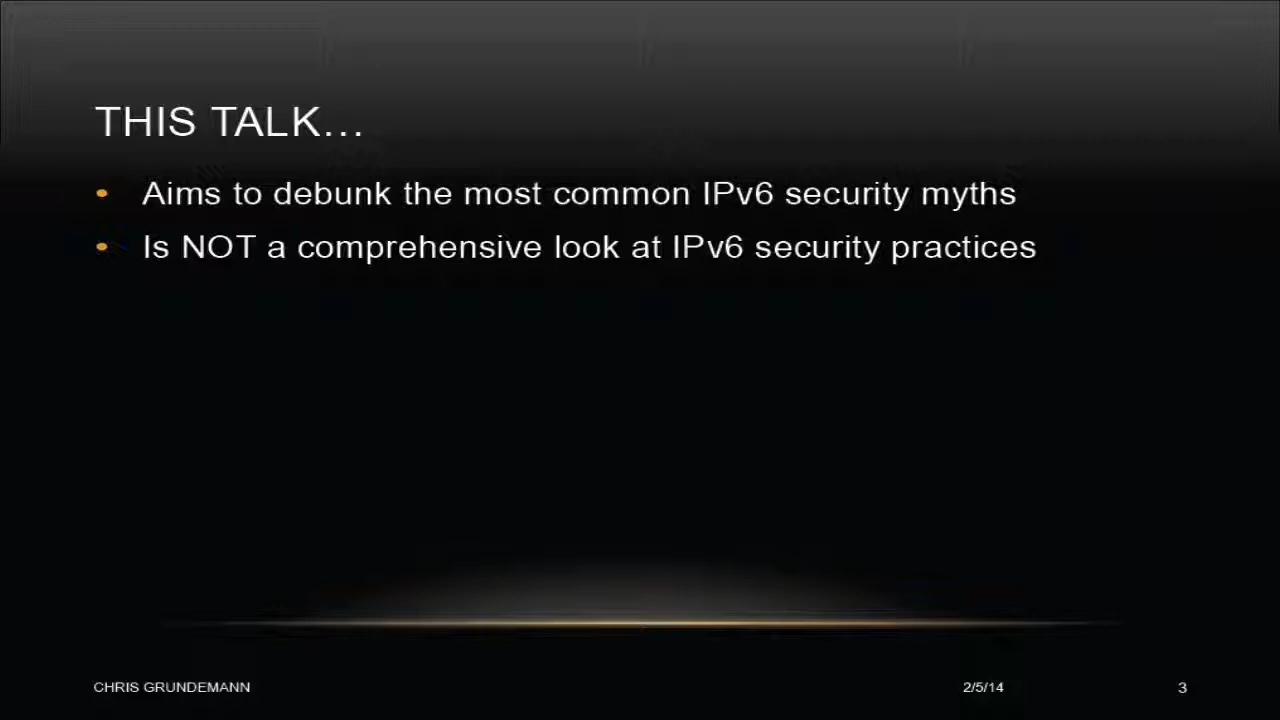 THIS TALK...
• Aims to debunk the most common IPv6 security myths
• Is NOT a comprehensive look at IPv6 security practices
CHRIS GRUNDEMANN 2/5/14 3